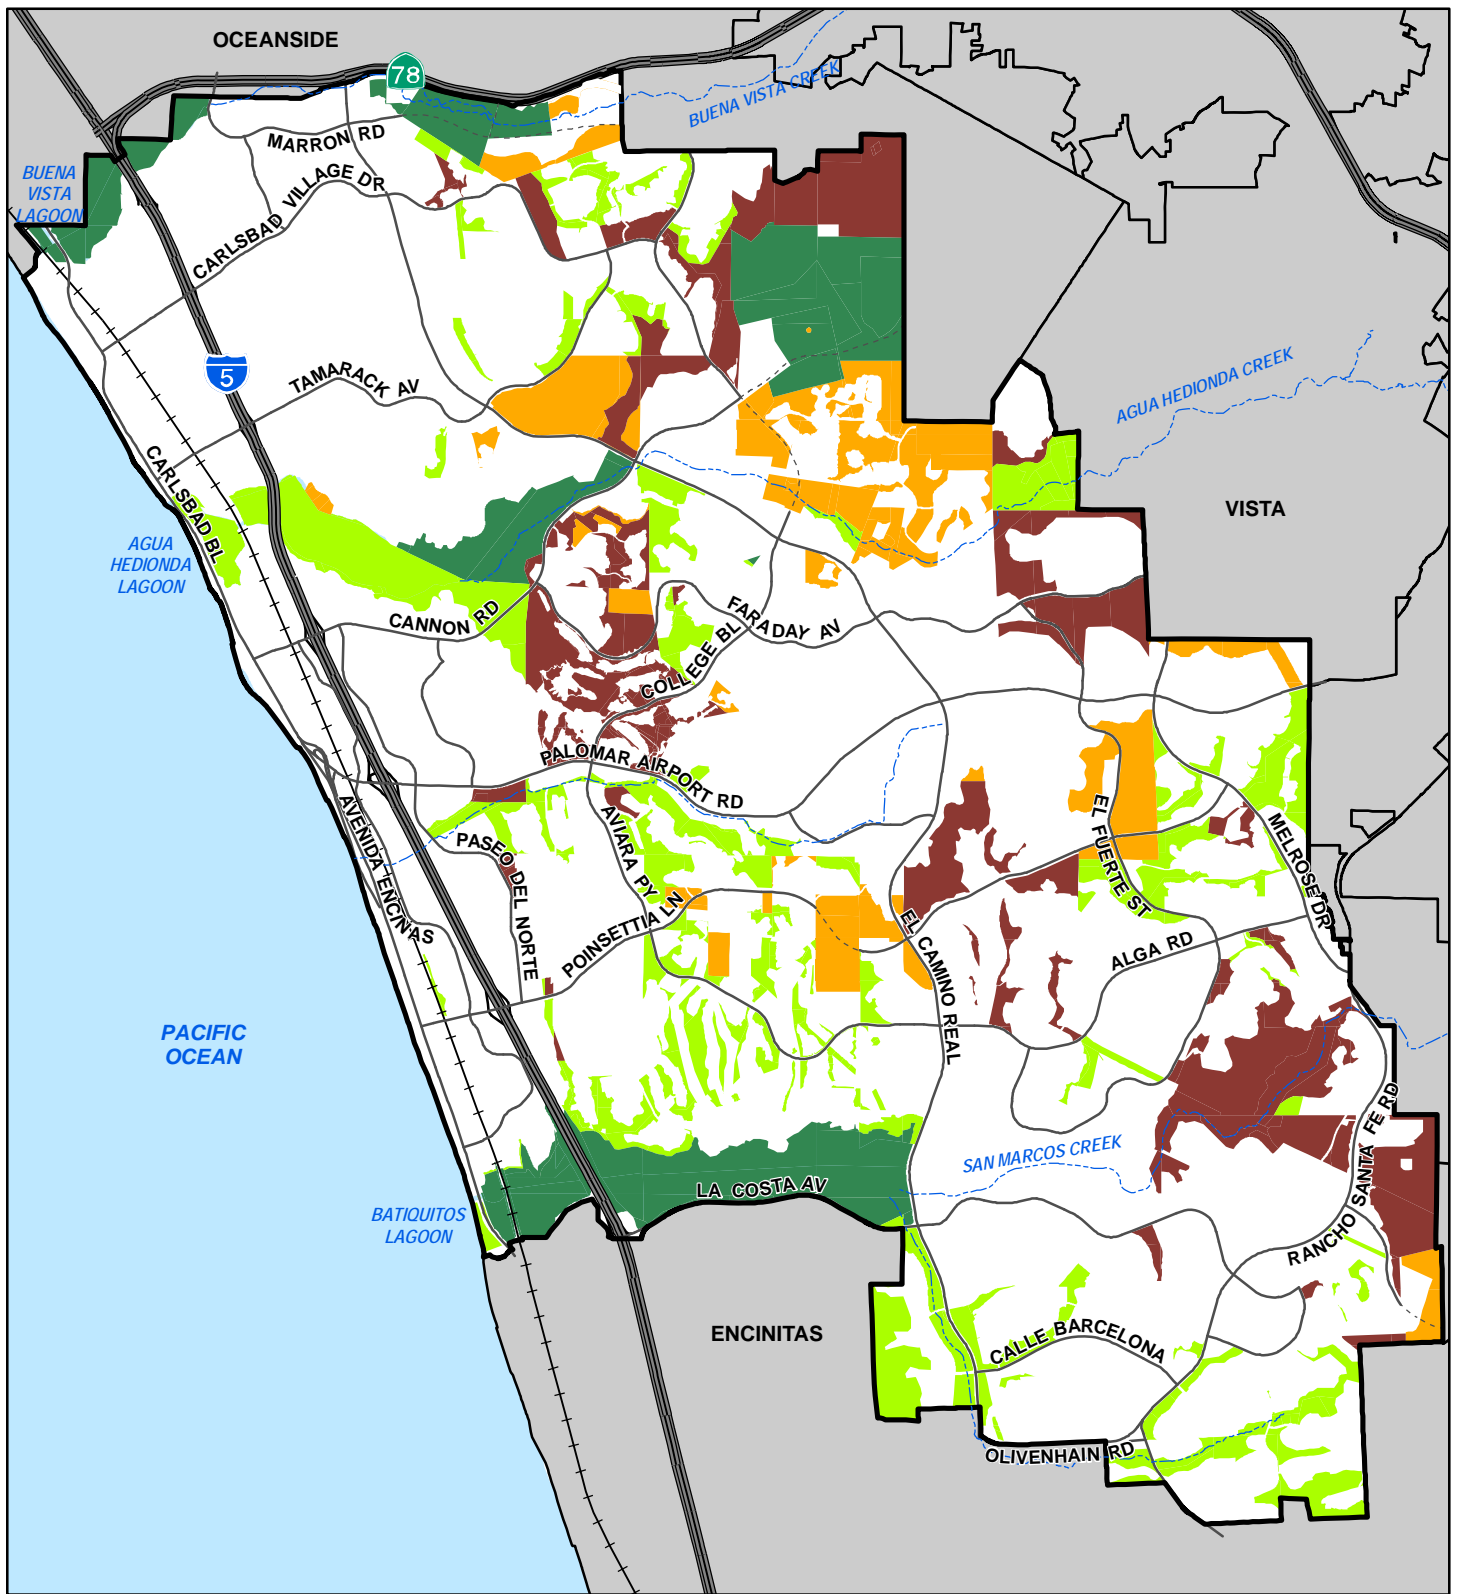 OCEANSIDE
78
BUENA VISTA CREEK
MARRON RD
BUENA
VISTA
LAGOON
CARLSBAD VILLAGE DR
5
TAMARACK AV
AGUA HEDIONDA CREEK
CARLSBAD BL
VISTA
AGUA
HEDIONDA
LAGOON
CANNON RD
FARADAY AV
COLLEGE BL
PALOMAR AIRPORT RD
AVENIDA ENCINAS
PASEO DEL NORTE
AVIARA PY
EL FUERTE ST
MELROSE DR
POINSETTIA LN
EL CAMINO REAL
ALGA RD
PACIFIC
OCEAN
SAN MARCOS CREEK
RANCHO SANTA FE RD
LA COSTA AV
BATIQUITOS
LAGOON
ENCINITAS
CALLE BARCELONA
OLIVENHAIN RD